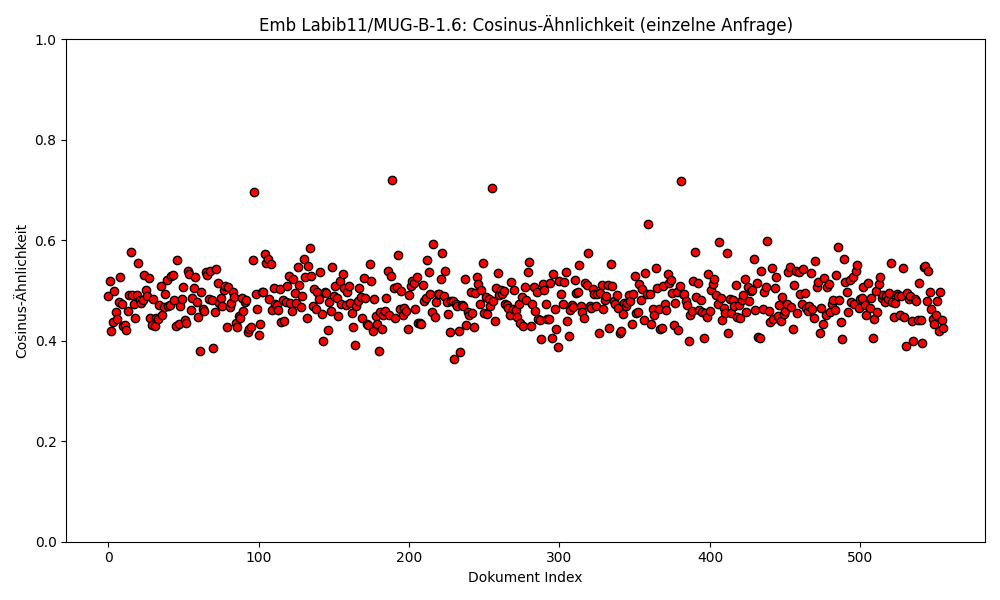 Emb Labib11/MUG-B-1.6: Cosinus-Ähnlichkeit (einzelne Anfrage)
1.0
0.8
0.6
0.4
0.2
0.0
Cosinus-Ähnlichkeit
0 100 200 300 400 500
Dokument Index